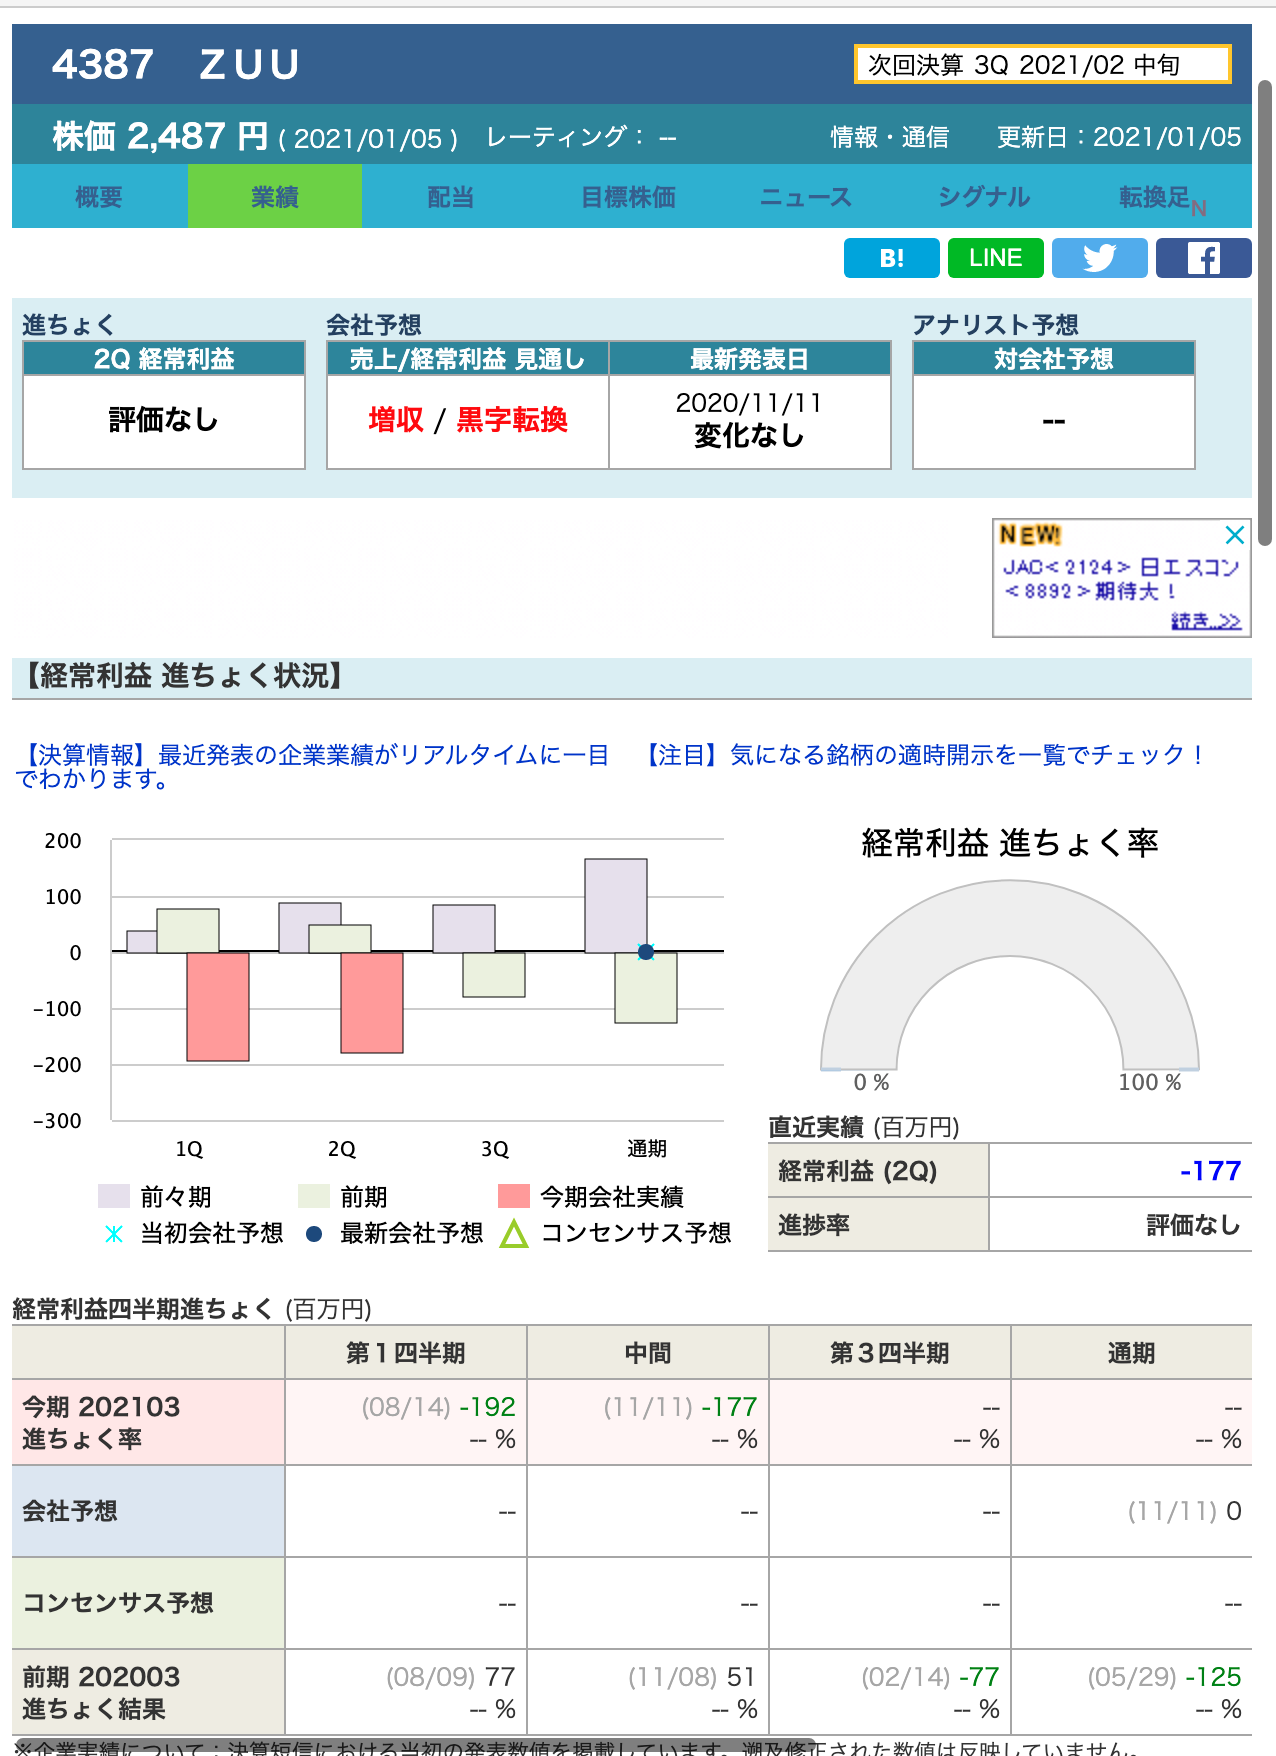 4387　ＺＵＵ
次回決算 3Q 2021/02 中旬
株価 2,487 円 ( 2021/01/05 ) レーティング： --
情報・通信 更新日：2021/01/05
概要 業績 配当 目標株価 ニュース シグナル 転換足N
B! LINE
進ちょく 会社予想 アナリスト予想
2Q 経常利益 売上/経常利益 見通し 最新発表日 対会社予想
評価なし 増収 / 黒字転換 2020/11/11 --
変化なし
NEW!
JAC<2124> 日エスコン
<8892>期待大！
続き..>>
【経常利益 進ちょく状況】
【決算情報】最近発表の企業業績がリアルタイムに一目
でわかります。
【注目】気になる銘柄の適時開示を一覧でチェック！
200
100
0
-100
-200
-300
1Q 2Q 3Q 通期
前々期 前期 今期会社実績
当初会社予想 最新会社予想 コンセンサス予想
経常利益 進ちょく率
0 % 100 %
直近実績 (百万円)
経常利益 (2Q) -177
進捗率 評価なし
経常利益四半期進ちょく (百万円)
第１四半期 中間 第３四半期 通期
今期 202103 (08/14) -192 (11/11) -177 -- --
進ちょく率 -- % -- % -- % -- %
会社予想 -- -- -- (11/11) 0
コンセンサス予想 -- -- -- --
前期 202003 (08/09) 77 (11/08) 51 (02/14) -77 (05/29) -125
進ちょく結果 -- % -- % -- % -- %
※企業実績について：決算短信における当初の発表数値を掲載しています。遡及修正された数値は反映していません。